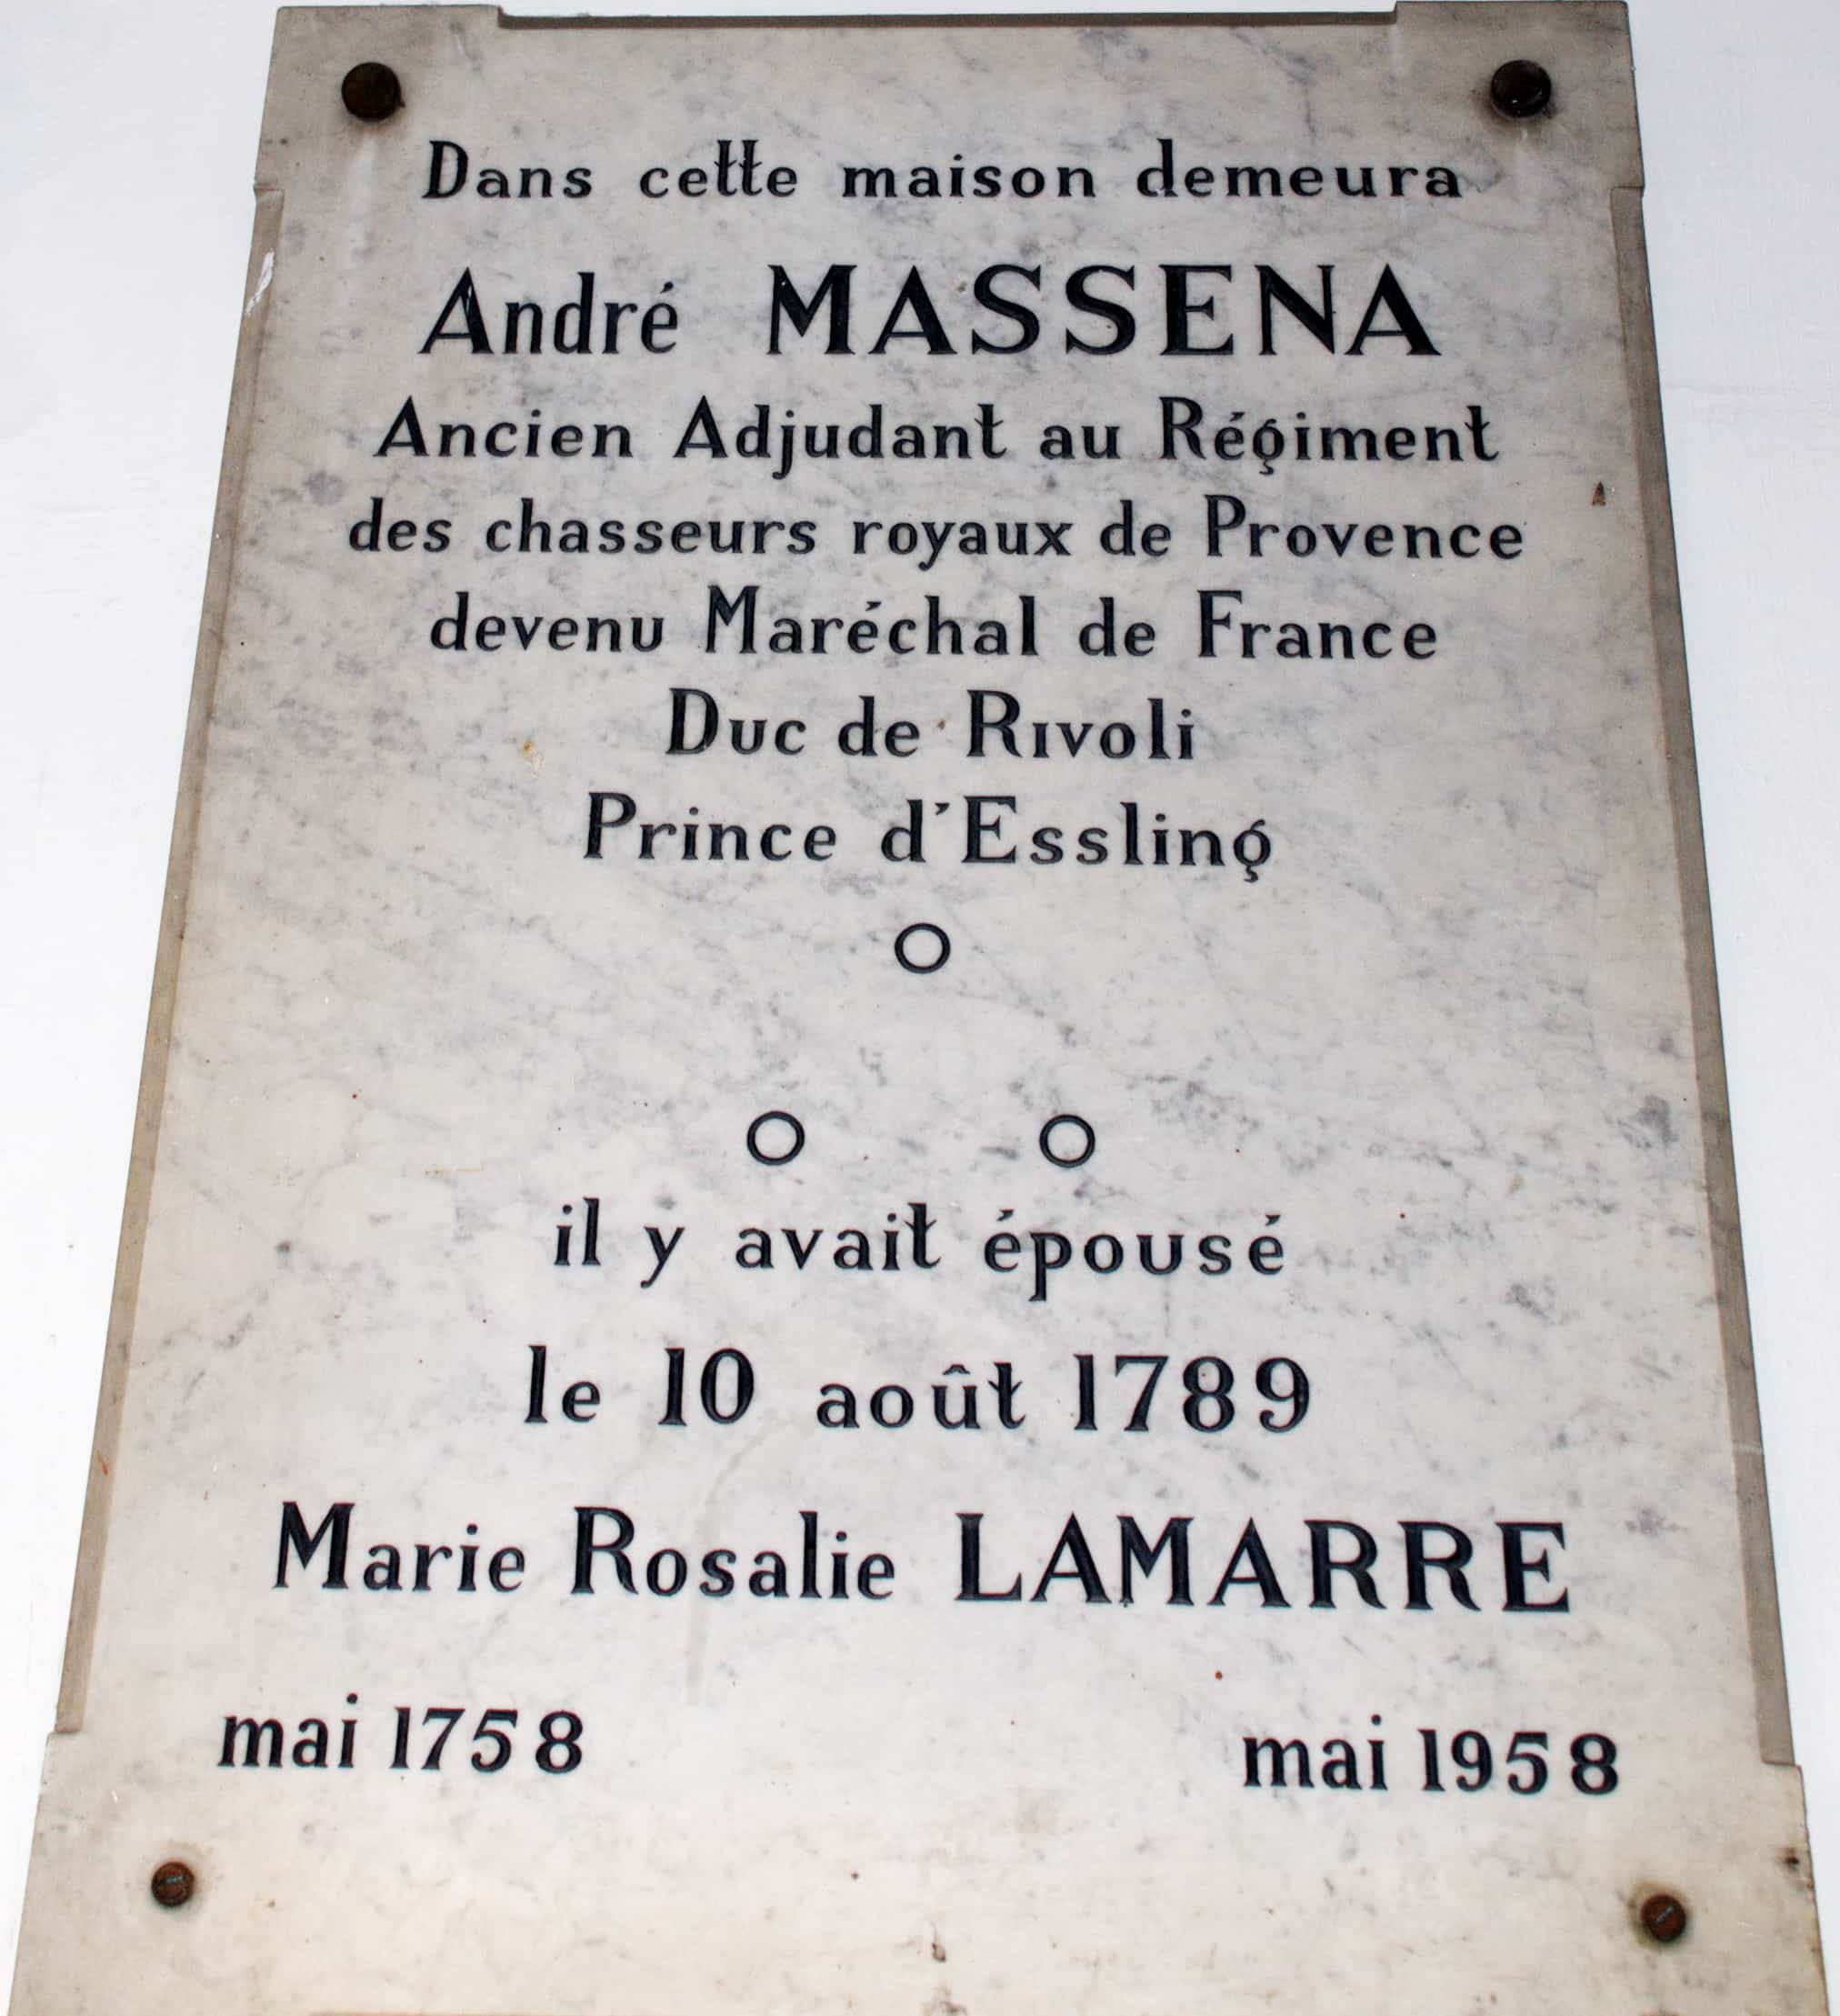 Dans cette maison demeura
André MASSENA
Ancien Adjudant au Régiment
des chasseurs royaux de Provence
devenu Maréchal de France
Duc de Rivoli
Prince d'Essling
il y avait épousé
le 10 août 1789
Marie Rosalie LAMARRE
mai 1758 mai 1958